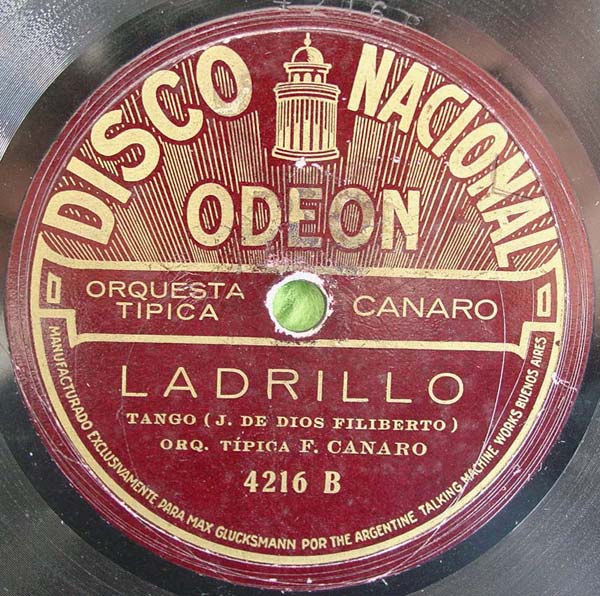 DISCO NACIONAL
ODEON
ORQUESTA TÍPICA CANARO
LADRILLO
TANGO (J. DE DIOS FILIBERTO)
ORQ. TÍPICA F. CANARO
4216 B
MANUFACTURADO EXCLUSIVAMENTE PARA MAX GLUCKSMANN POR THE ARGENTINE TALKING MACHINE WORKS BUENOS AIRES